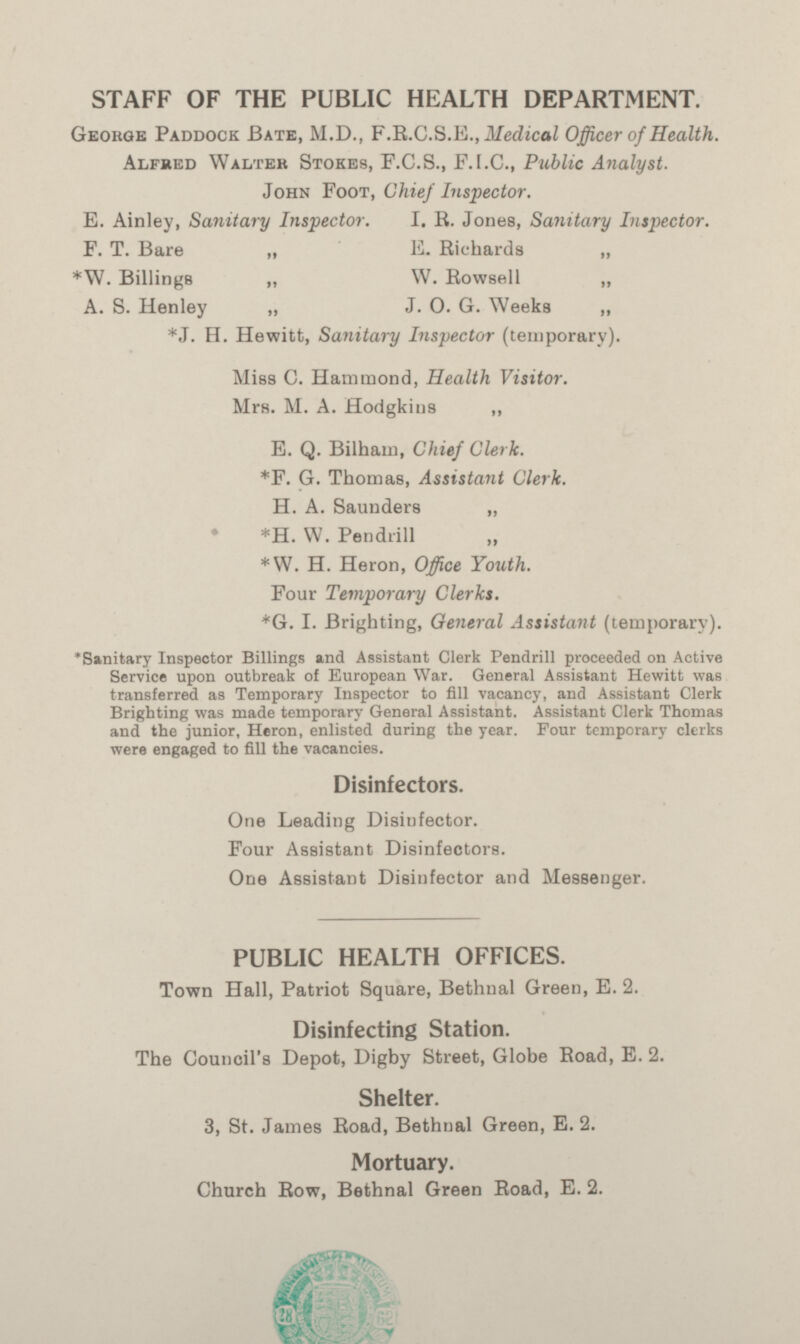 STAFF OF THE PUBLIC HEALTH DEPARTMENT.
GEORGE PADDOCK BATE, M.D., F.R.C.S.E., Medical Officer of Health.
ALFRED WALTER STOKES, F.C.S., F.I.C., Public Analyst.
JOHN FOOT, Chief Inspector.
E. Ainley, Sanitary Inspector. I. R. Jones, Sanitary Inspector.
F. T. Bare „ E. Richards „
*W. Billings „ W. Rowsell „
A. S. Henley „ J. O. G. Weeks „
*J. H. Hewitt, Sanitary Inspector (temporary).
Miss C. Hammond, Health Visitor.
Mrs. M. A. Hodgkins „
E. Q. Bilham, Chief Clerk.
*F. G. Thomas, Assistant Clerk.
H. A. Saunders „
*H. W. Pendrill „
*W. H. Heron, Office Youth.
Four Temporary Clerks.
*G. I. Brighting, General Assistant (temporary).
*Sanitary Inspector Billings and Assistant Clerk Pendrill proceeded on Active
Service upon outbreak of European War. General Assistant Hewitt was
transferred as Temporary Inspector to fill vacancy, and Assistant Clerk
Brighting was made temporary General Assistant. Assistant Clerk Thomas
and the junior, Heron, enlisted during the year. Four temporary clerks
were engaged to fill the vacancies.
Disinfectors.
One Leading Disinfector.
Four Assistant Disinfectors.
One Assistant Disinfector and Messenger.
PUBLIC HEALTH OFFICES.
Town Hall, Patriot Square, Bethnal Green, E. 2.
Disinfecting Station.
The Council's Depot, Digby Street, Globe Road, E. 2.
Shelter.
3, St. James Road, Bethnal Green, E. 2.
Mortuary.
Church Row, Bethnal Green Road, E. 2.
28